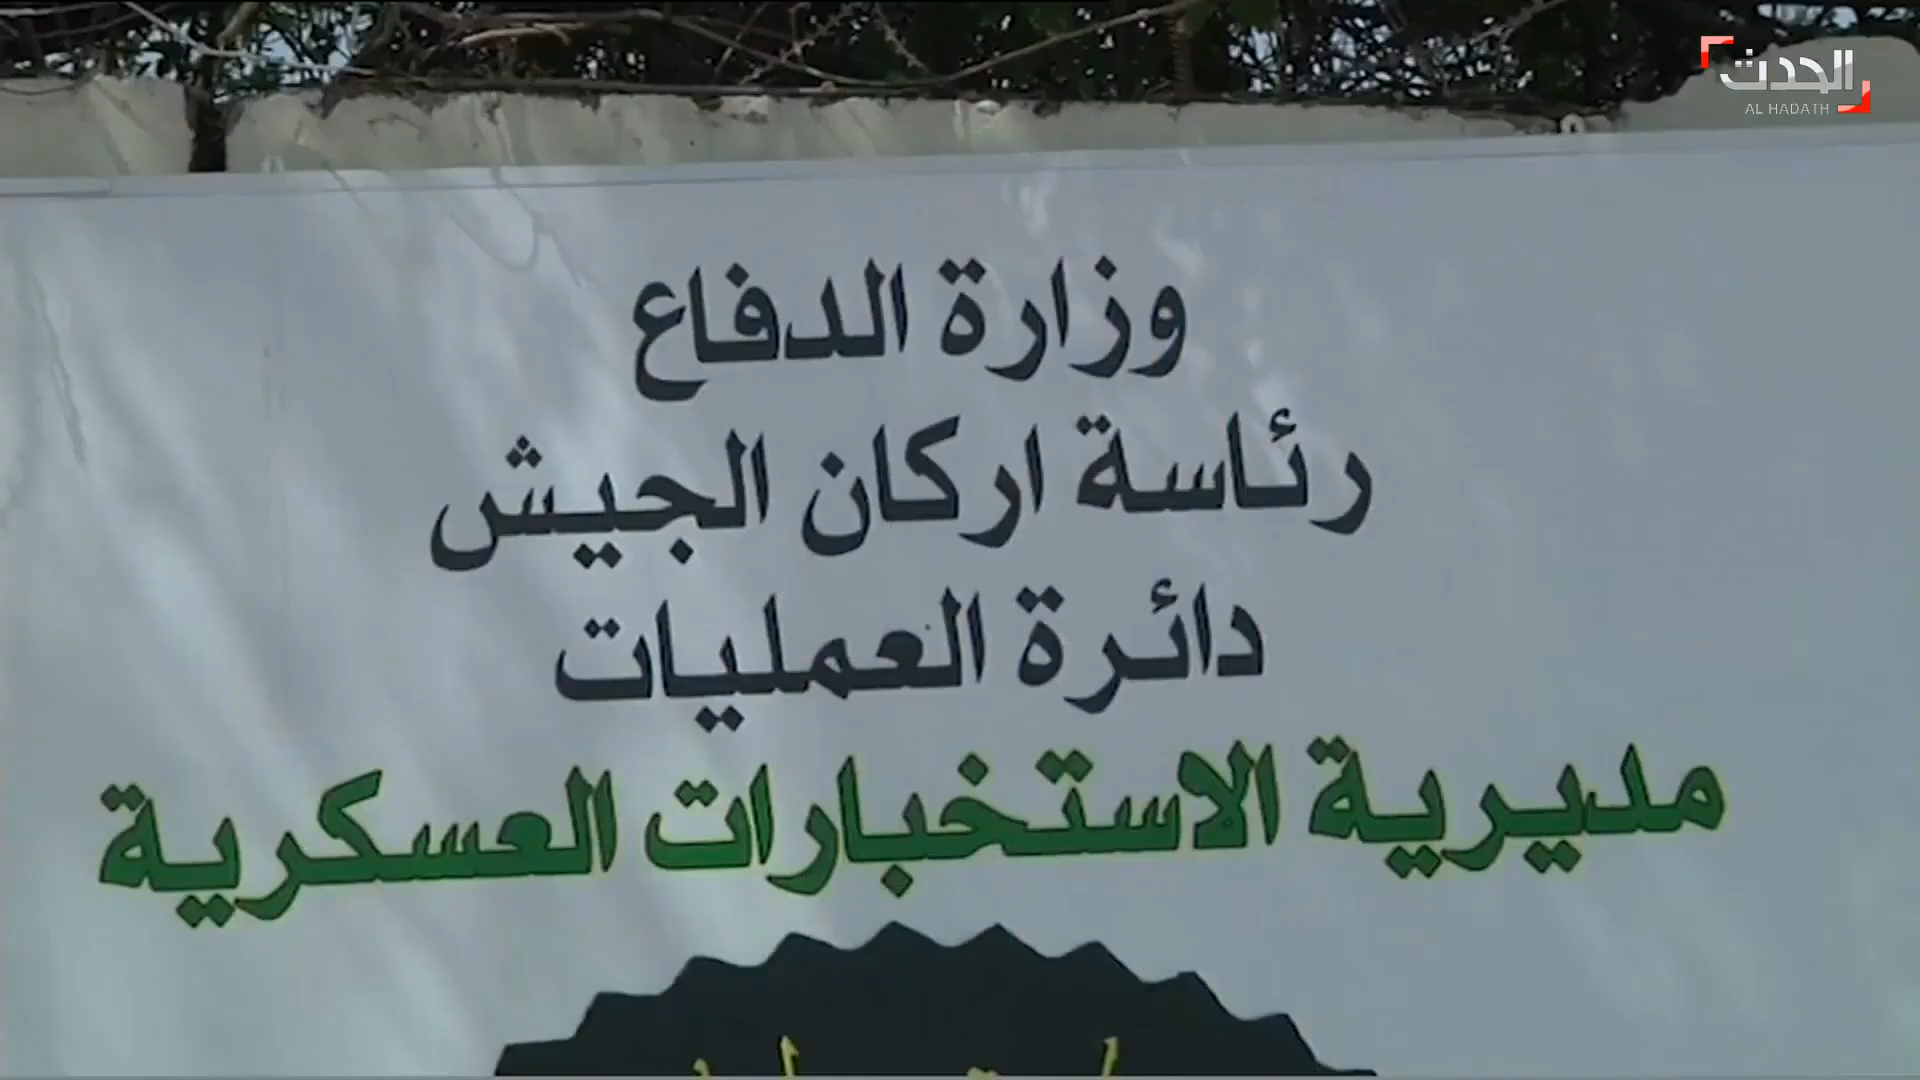 الحدث
AL HADATH
وزارة الدفاع
رئاسة اركان الجيش
دائرة العمليات
مديرية الاستخبارات العسكرية